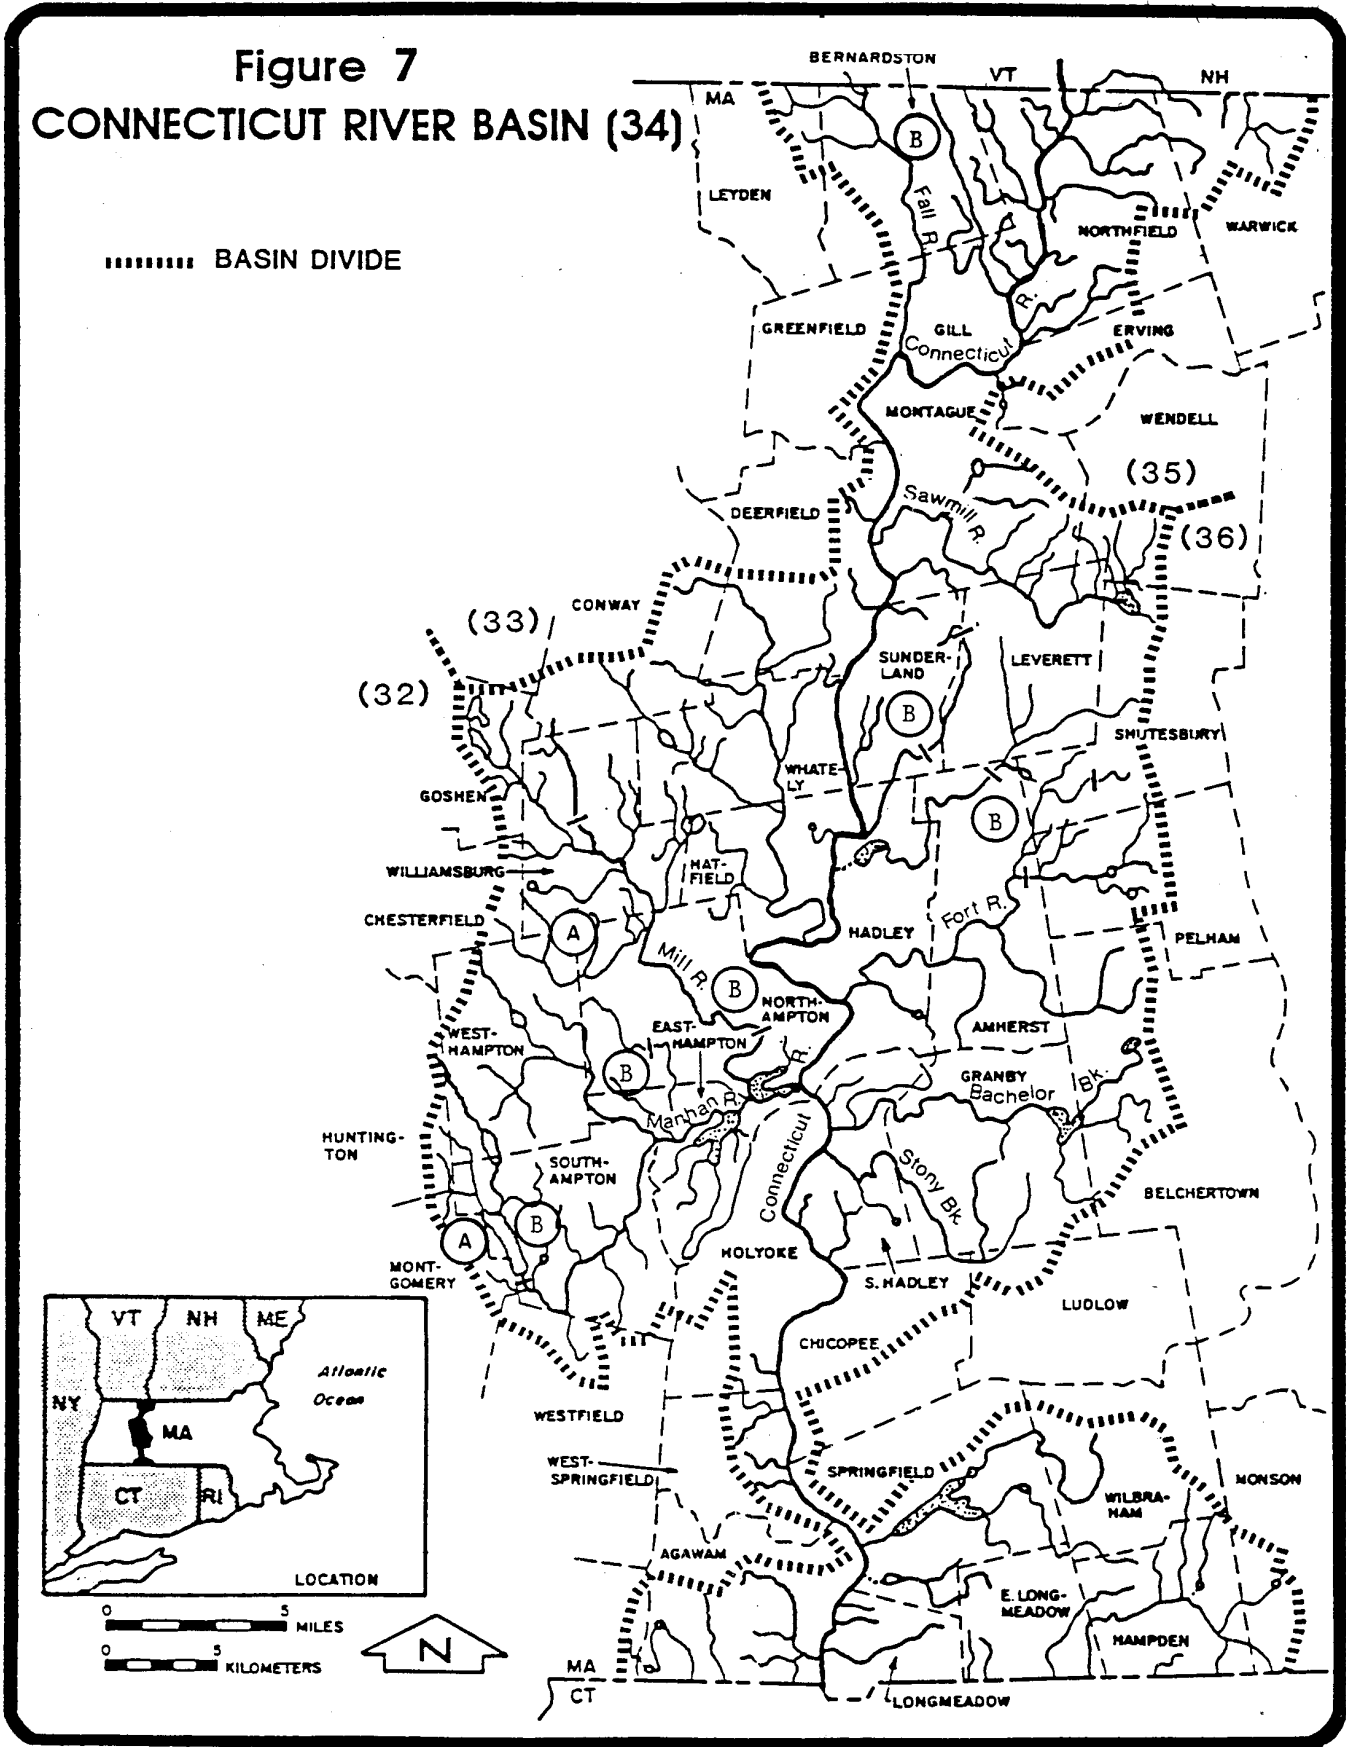 Figure 7
CONNECTICUT RIVER BASIN (34)
BASIN DIVIDE
BERNARDSTON
VT
NH
MA
B
LEYDEN
Fall R.
NORTHFIELD
WARWICK
R.
GREENFIELD
GILL
ERVING
Connecticut
MONTAGUE
WENDELL
(35)
Sawmill R.
DEERFIELD
(36)
CONWAY
(33)
SUNDER-
LAND
LEVERETT
(32)
B
SHUTESBURY
WHATE-
LY
GOSHEN
B
HAT-
FIELD
WILLIAMSBURG
CHESTERFIELD
Fort R.
A
HADLEY
PELHAM
Mill R.
B
NORTH-
AMPTON
EAST-
HAMPTON
AMHERST
WEST-
HAMPTON
R.
B
GRANBY
Bachelor Bk.
Manhan R.
HUNTING-
TON
Connecticut
SOUTH-
AMPTON
Stony Bk.
BELCHERTOWN
B
A
HOLYOKE
MONT-
GOMERY
S. HADLEY
LUDLOW
CHICOPEE
VT
NH
ME
Atlantic
Ocean
NY
MA
CT
RI
LOCATION
WESTFIELD
WEST-
SPRINGFIELD
SPRINGFIELD
MONSON
WILBRA-
HAM
AGAWAM
E. LONG-
MEADOW
HAMPDEN
0 5
MILES
0 5
KILOMETERS
N
MA
CT
LONGMEADOW